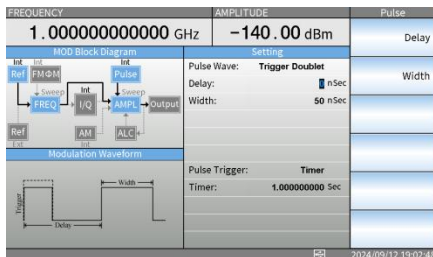 FREQUENCY AMPLITUDE Pulse
1.000000000000 GHz -140.00 dBm
Delay
MOD Block Diagram Setting
Int Int Int
Ref FMΦM Pulse
Pulse Wave: Trigger Doublet
Delay: nSec
Width
Sweep Int Sweep
Width: 50 nSec
FREQ I/Q AMPL Output
Ref AM ALC
Ext Int
Modulation Waveform
Pulse Trigger: Timer
Width
Timer: 1.000000000 Sec
Trigger
Delay
2024/09/12 19:02:48